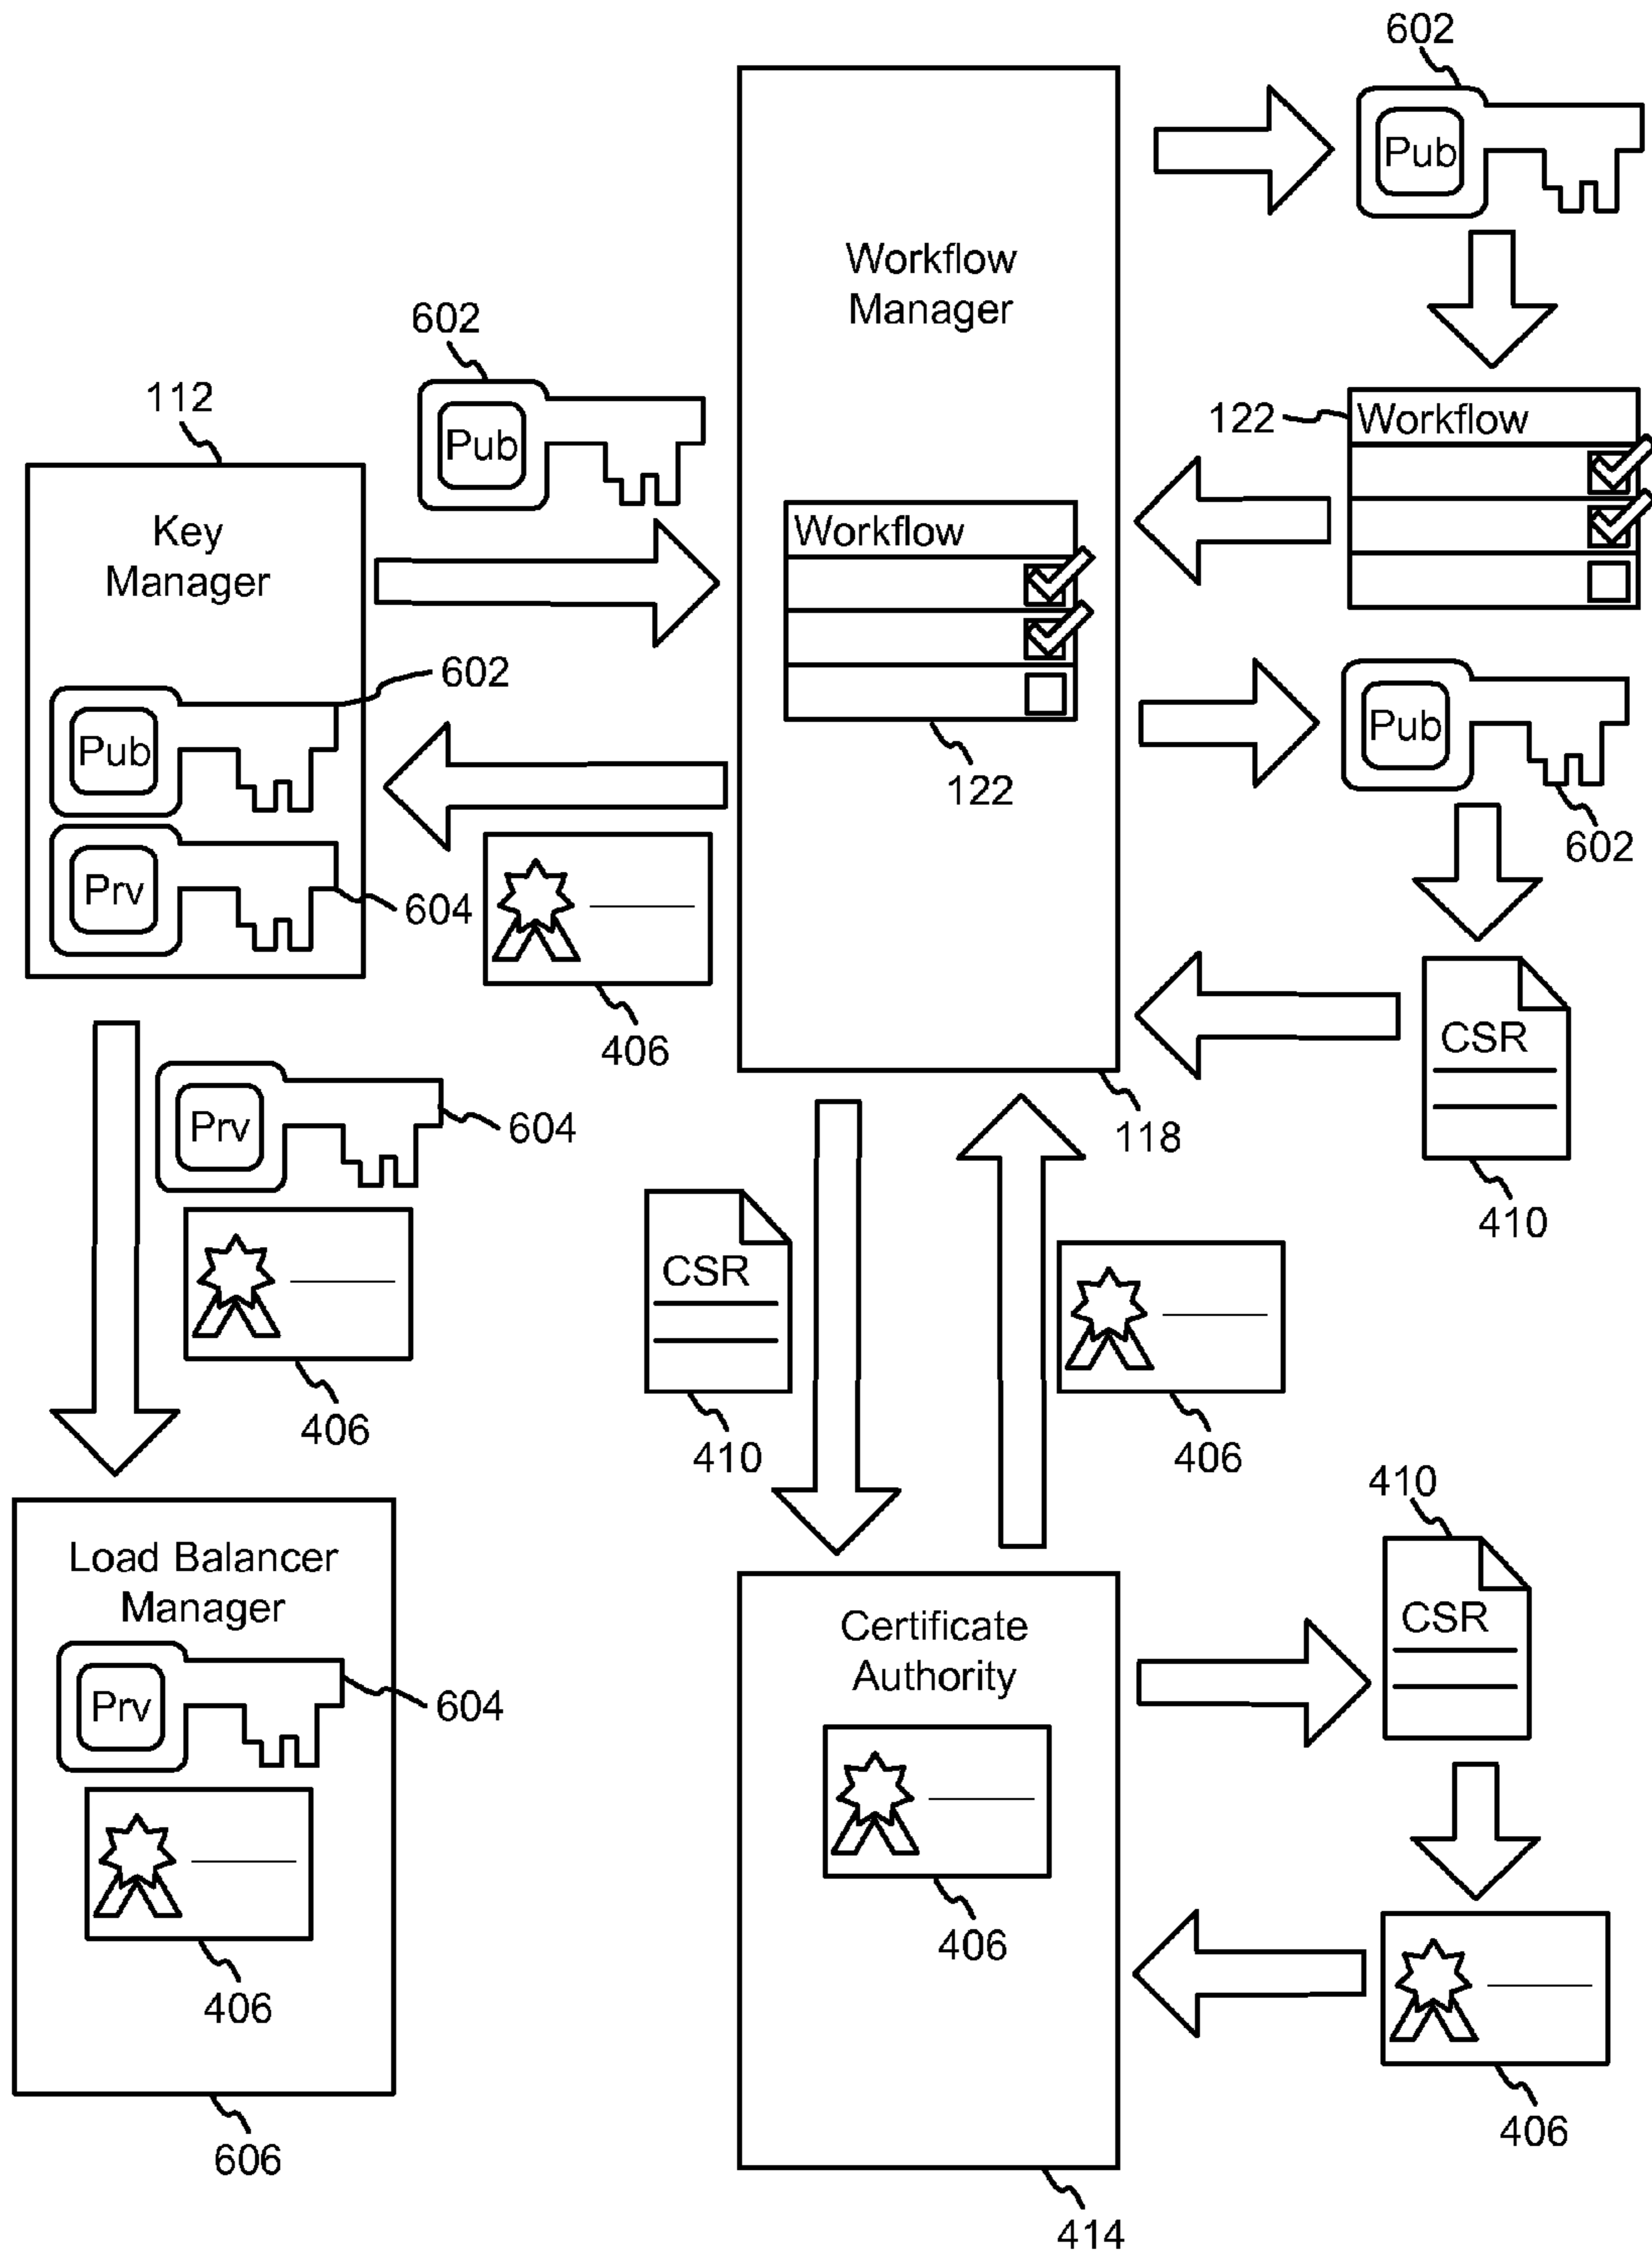 602
Pub
Workflow
Manager
602
Pub
112
Key
Manager
122
Workflow
Workflow
602
Pub
Pub
122
602
Prv
604
406
CSR
Prv
604
118
410
CSR
406
410
406
410
Load Balancer
Manager
Certificate
Authority
CSR
Prv
604
406
406
406
606
414